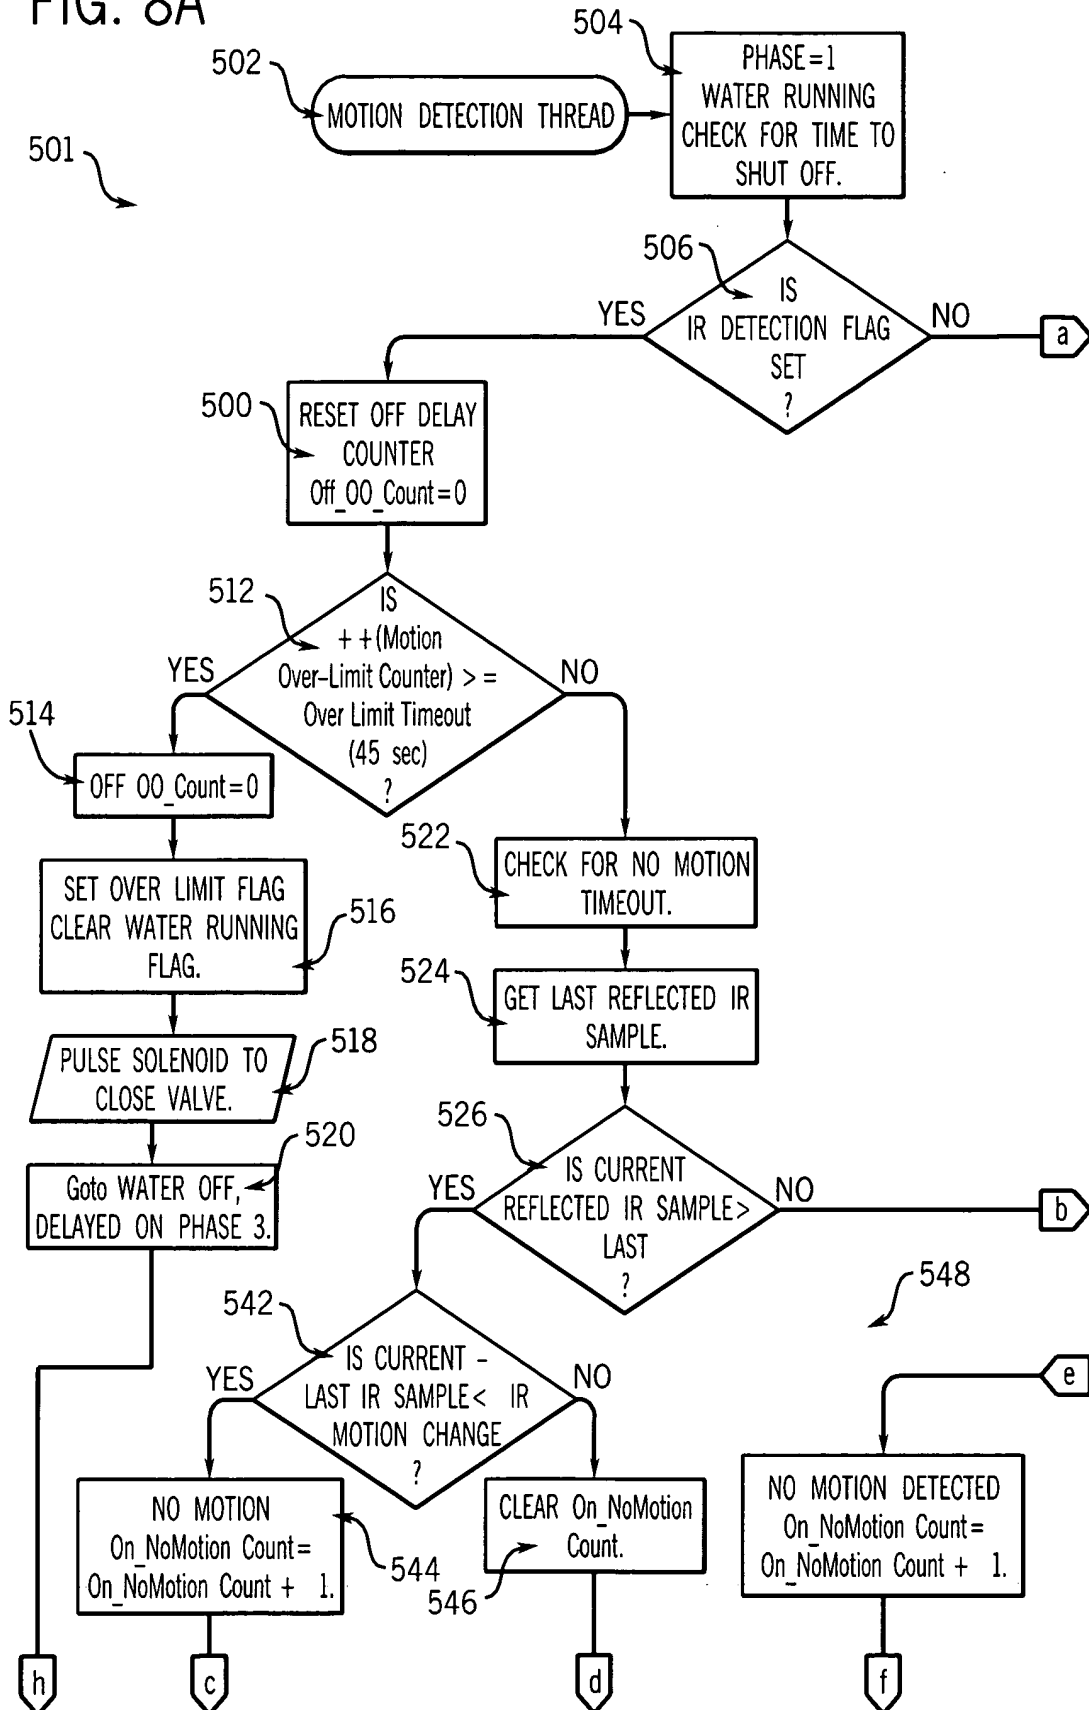 FIG. 8A
504
502
PHASE=1
WATER RUNNING
CHECK FOR TIME TO
SHUT OFF.
MOTION DETECTION THREAD
501
506
IS
IR DETECTION FLAG
SET
?
YES
NO
a
500
RESET OFF DELAY
COUNTER
Off_OO_Count=0
512
IS
++(Motion
Over-Limit Counter) >=
Over Limit Timeout
(45 sec)
?
YES
NO
514
OFF OO_Count=0
522
CHECK FOR NO MOTION
TIMEOUT.
SET OVER LIMIT FLAG
CLEAR WATER RUNNING
FLAG.
516
524
GET LAST REFLECTED IR
SAMPLE.
PULSE SOLENOID TO
CLOSE VALVE.
518
520
Goto WATER OFF,
DELAYED ON PHASE 3.
526
IS CURRENT
REFLECTED IR SAMPLE>
LAST
?
YES
NO
b
548
542
IS CURRENT -
LAST IR SAMPLE< IR
MOTION CHANGE
?
YES
NO
e
NO MOTION
On_NoMotion Count=
On_NoMotion Count + 1.
544
CLEAR On_NoMotion
Count.
546
NO MOTION DETECTED
On_NoMotion Count=
On_NoMotion Count + 1.
h
c
d
f